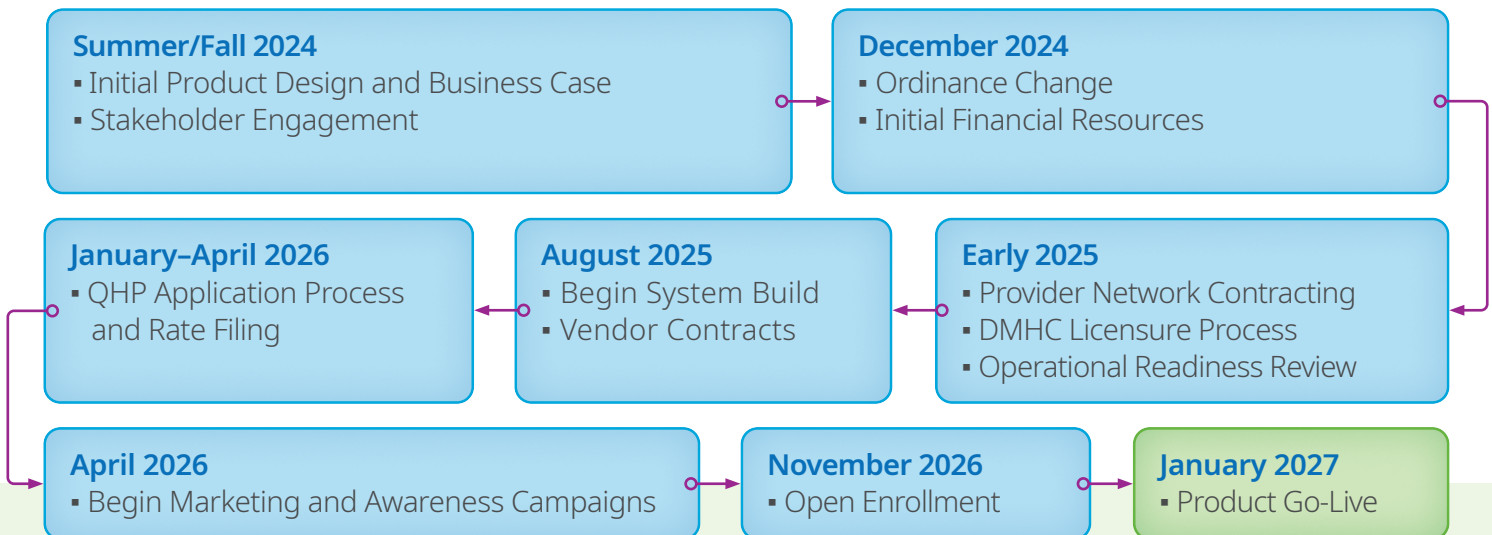 Summer/Fall 2024
▪ Initial Product Design and Business Case
▪ Stakeholder Engagement
December 2024
▪ Ordinance Change
▪ Initial Financial Resources
Early 2025
▪ Provider Network Contracting
▪ DMHC Licensure Process
▪ Operational Readiness Review
August 2025
▪ Begin System Build
▪ Vendor Contracts
January–April 2026
▪ QHP Application Process
and Rate Filing
April 2026
▪ Begin Marketing and Awareness Campaigns
November 2026
▪ Open Enrollment
January 2027
▪ Product Go-Live